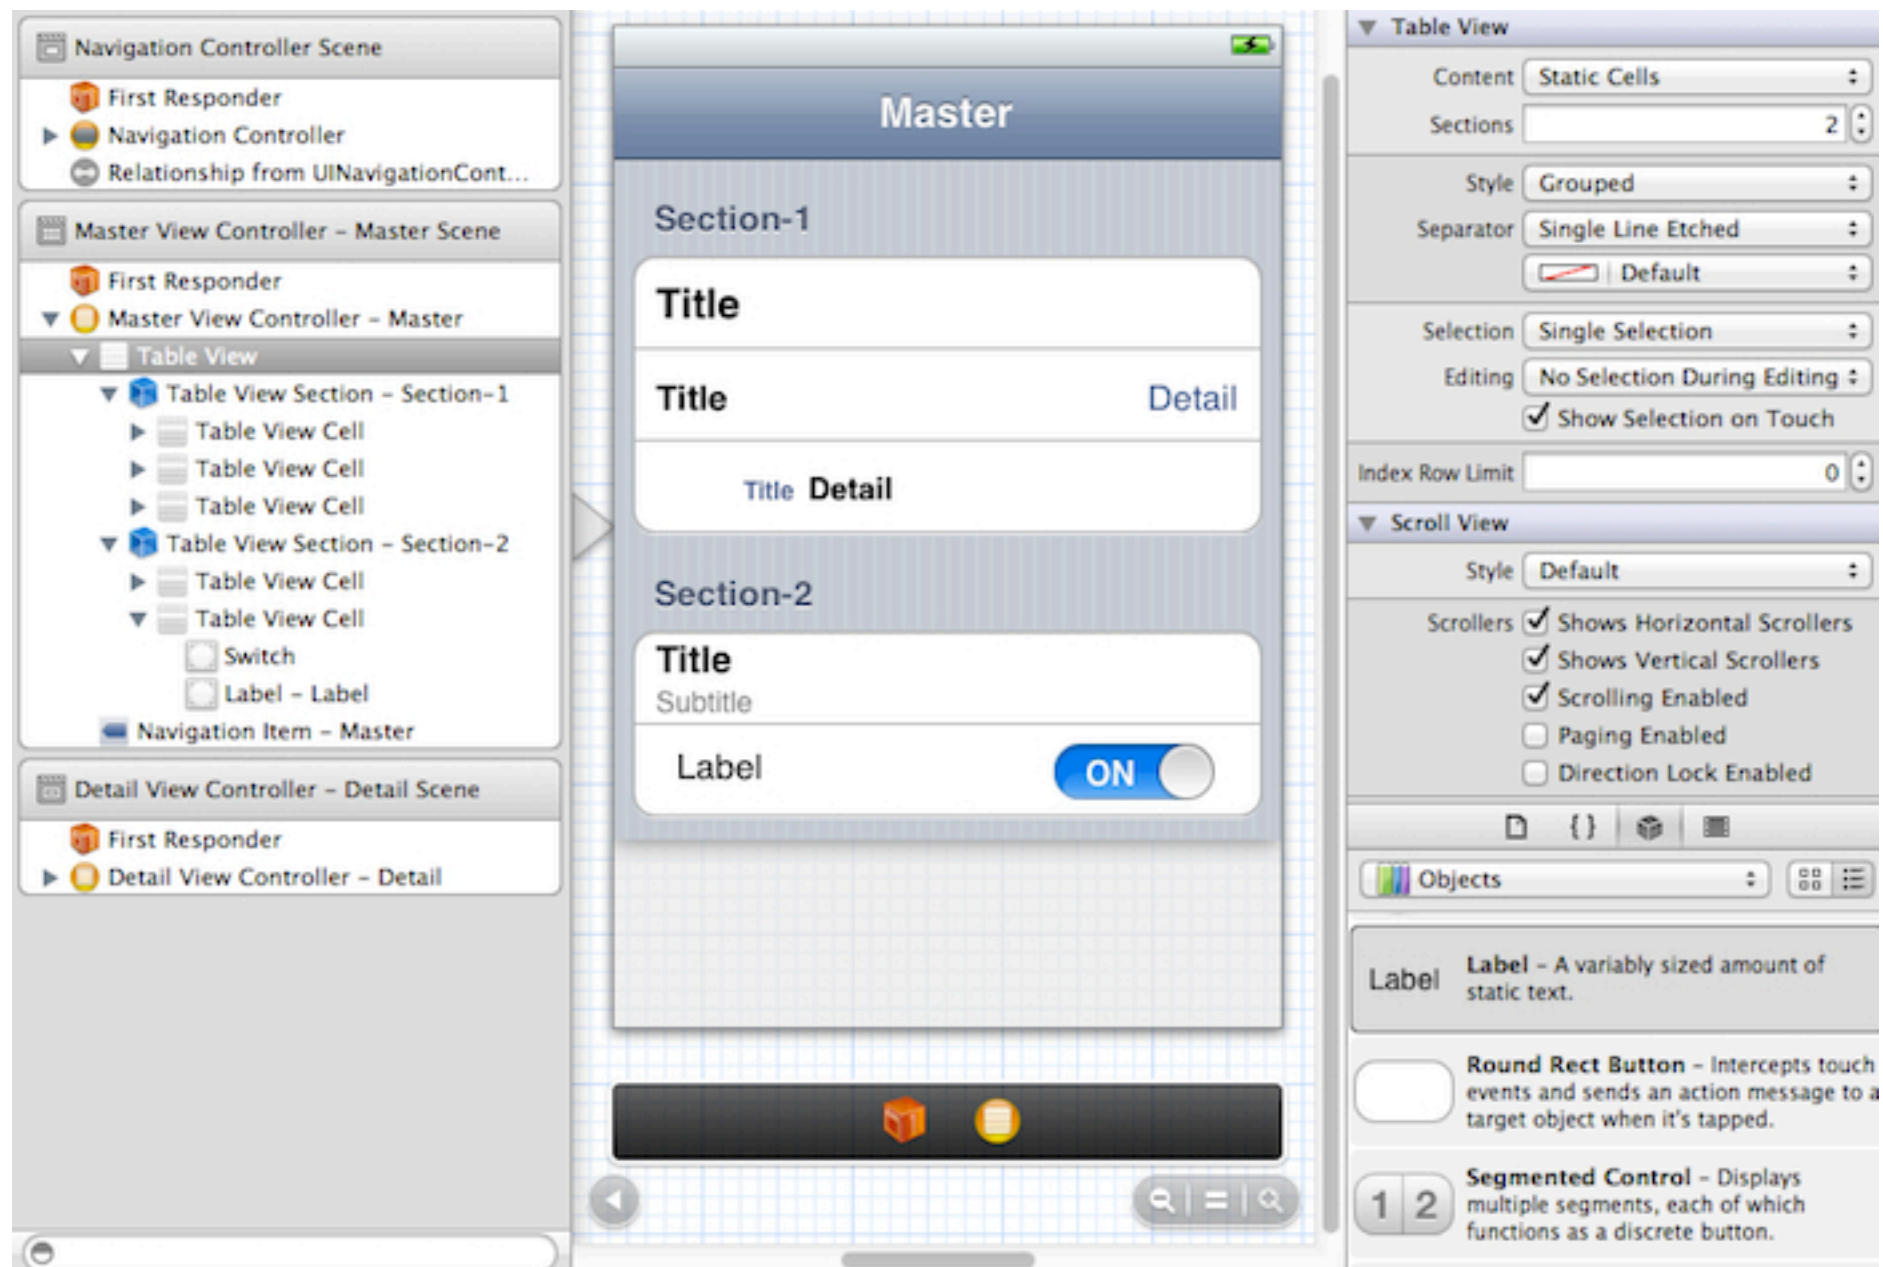 Navigation Controller Scene
First Responder
Navigation Controller
Relationship from UINavigationCont...
Master View Controller – Master Scene
First Responder
Master View Controller – Master
Table View
Table View Section – Section-1
Table View Cell
Table View Cell
Table View Cell
Table View Section – Section-2
Table View Cell
Table View Cell
Switch
Label – Label
Navigation Item – Master
Detail View Controller – Detail Scene
First Responder
Detail View Controller – Detail
Master
Section-1
Title
Title Detail
Title Detail
Section-2
Title
Subtitle
Label ON
Table View
Content Static Cells
Sections 2
Style Grouped
Separator Single Line Etched
Default
Selection Single Selection
Editing No Selection During Editing
Show Selection on Touch
Index Row Limit 0
Scroll View
Style Default
Scrollers Shows Horizontal Scrollers
Shows Vertical Scrollers
Scrolling Enabled
Paging Enabled
Direction Lock Enabled
{ }
Objects
Label
Label – A variably sized amount of
static text.
Round Rect Button – Intercepts touch
events and sends an action message to a
target object when it's tapped.
1 2
Segmented Control – Displays
multiple segments, each of which
functions as a discrete button.